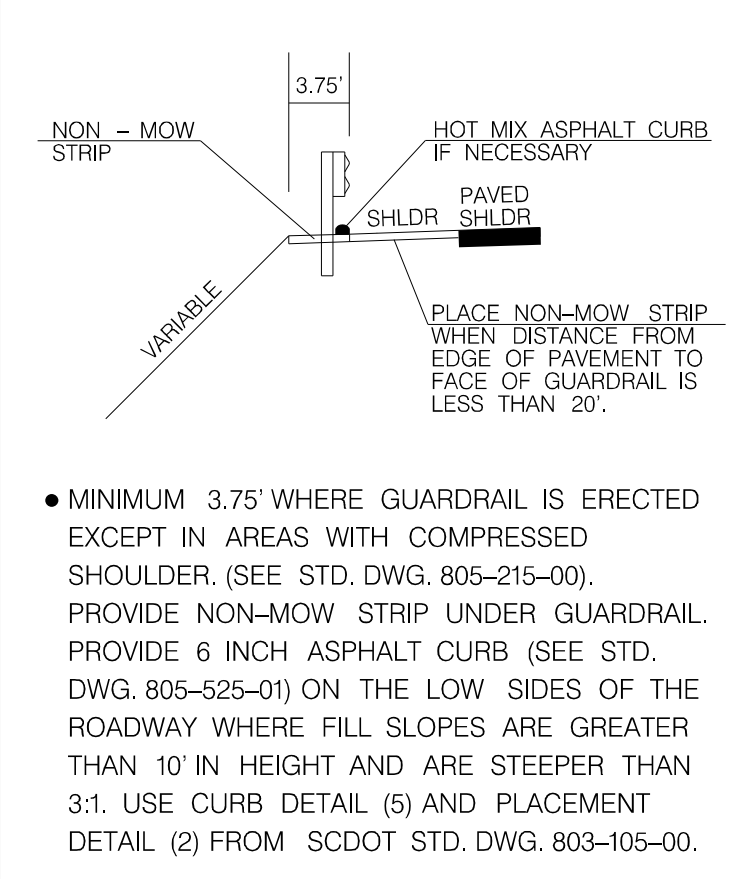 3.75'
NON – MOW
STRIP
HOT MIX ASPHALT CURB
IF NECESSARY
PAVED
SHLDR SHLDR
VARIABLE
PLACE NON–MOW STRIP
WHEN DISTANCE FROM
EDGE OF PAVEMENT TO
FACE OF GUARDRAIL IS
LESS THAN 20'.
● MINIMUM 3.75' WHERE GUARDRAIL IS ERECTED
EXCEPT IN AREAS WITH COMPRESSED
SHOULDER. (SEE STD. DWG. 805–215–00).
PROVIDE NON–MOW STRIP UNDER GUARDRAIL.
PROVIDE 6 INCH ASPHALT CURB (SEE STD.
DWG. 805–525–01) ON THE LOW SIDES OF THE
ROADWAY WHERE FILL SLOPES ARE GREATER
THAN 10' IN HEIGHT AND ARE STEEPER THAN
3:1. USE CURB DETAIL (5) AND PLACEMENT
DETAIL (2) FROM SCDOT STD. DWG. 803–105–00.